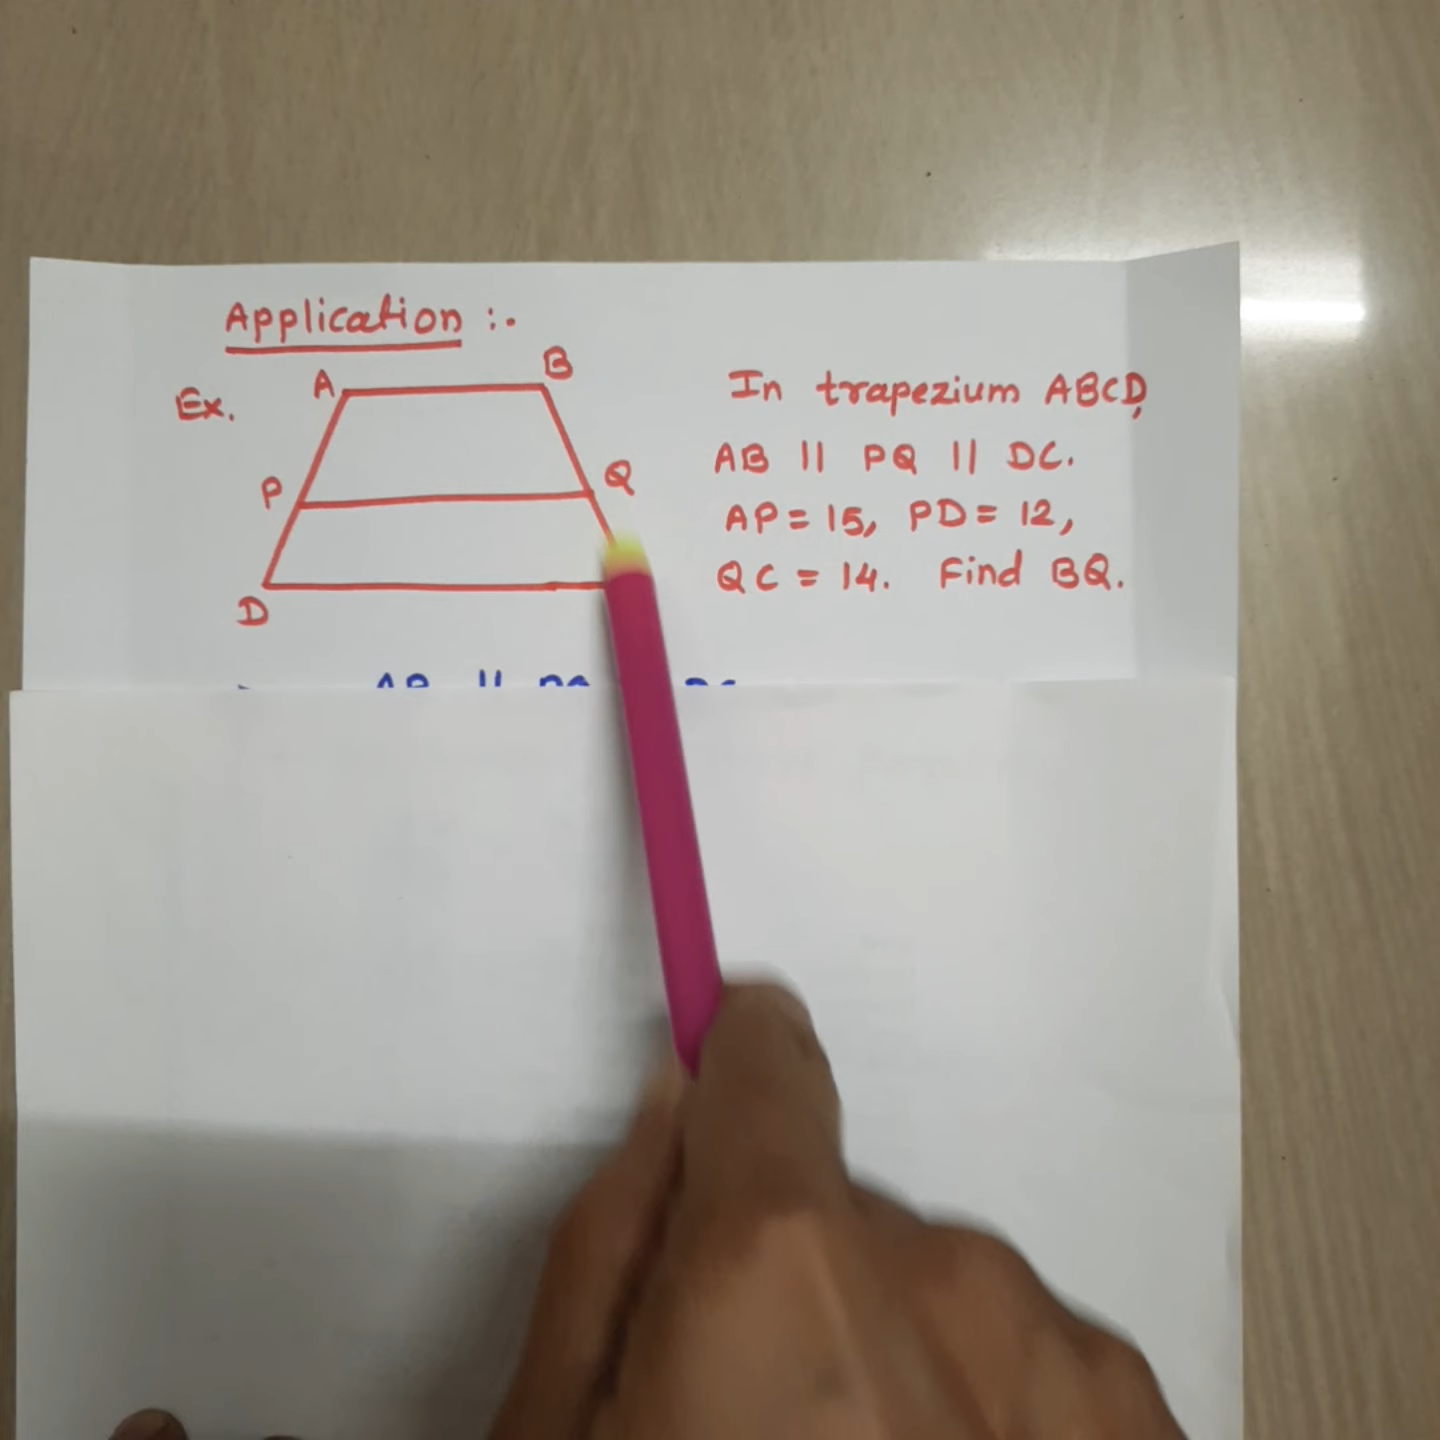 Application :.
Ex.
A
B
P
Q
D
In trapezium ABCD,
AB || PQ || DC.
AP = 15, PD = 12,
QC = 14. Find BQ.